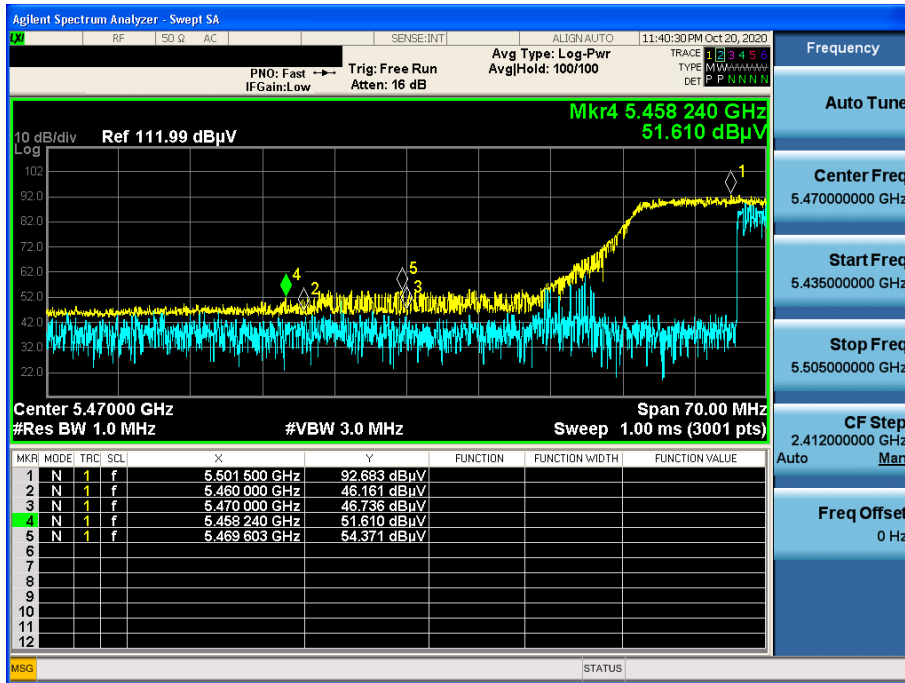 Agilent Spectrum Analyzer - Swept SA
LXI RF 50 Ω AC SENSE:INT ALIGN AUTO 11:40:30 PM Oct 20, 2020
PNO: Fast Trig: Free Run Avg Type: Log-Pwr TRACE 1 2 3 4 5 6
IFGain:Low Atten: 16 dB Avg|Hold: 100/100 TYPE M W
DET P P N N N N
Mkr4 5.458 240 GHz
51.610 dBµV
10 dB/div Ref 111.99 dBµV
Log
102
92.0
82.0
72.0
62.0
52.0
42.0
32.0
22.0
1
4
2
5
3
Center 5.47000 GHz Span 70.00 MHz
#Res BW 1.0 MHz #VBW 3.0 MHz Sweep 1.00 ms (3001 pts)
MKR MODE TRC SCL X Y FUNCTION FUNCTION WIDTH FUNCTION VALUE
1 N 1 f 5.501 500 GHz 92.683 dBµV
2 N 1 f 5.460 000 GHz 46.161 dBµV
3 N 1 f 5.470 000 GHz 46.736 dBµV
4 N 1 f 5.458 240 GHz 51.610 dBµV
5 N 1 f 5.469 603 GHz 54.371 dBµV
6
7
8
9
10
11
12
MSG STATUS
Frequency
Auto Tune
Center Freq
5.470000000 GHz
Start Freq
5.435000000 GHz
Stop Freq
5.505000000 GHz
CF Step
2.412000000 GHz
Auto Man
Freq Offset
0 Hz